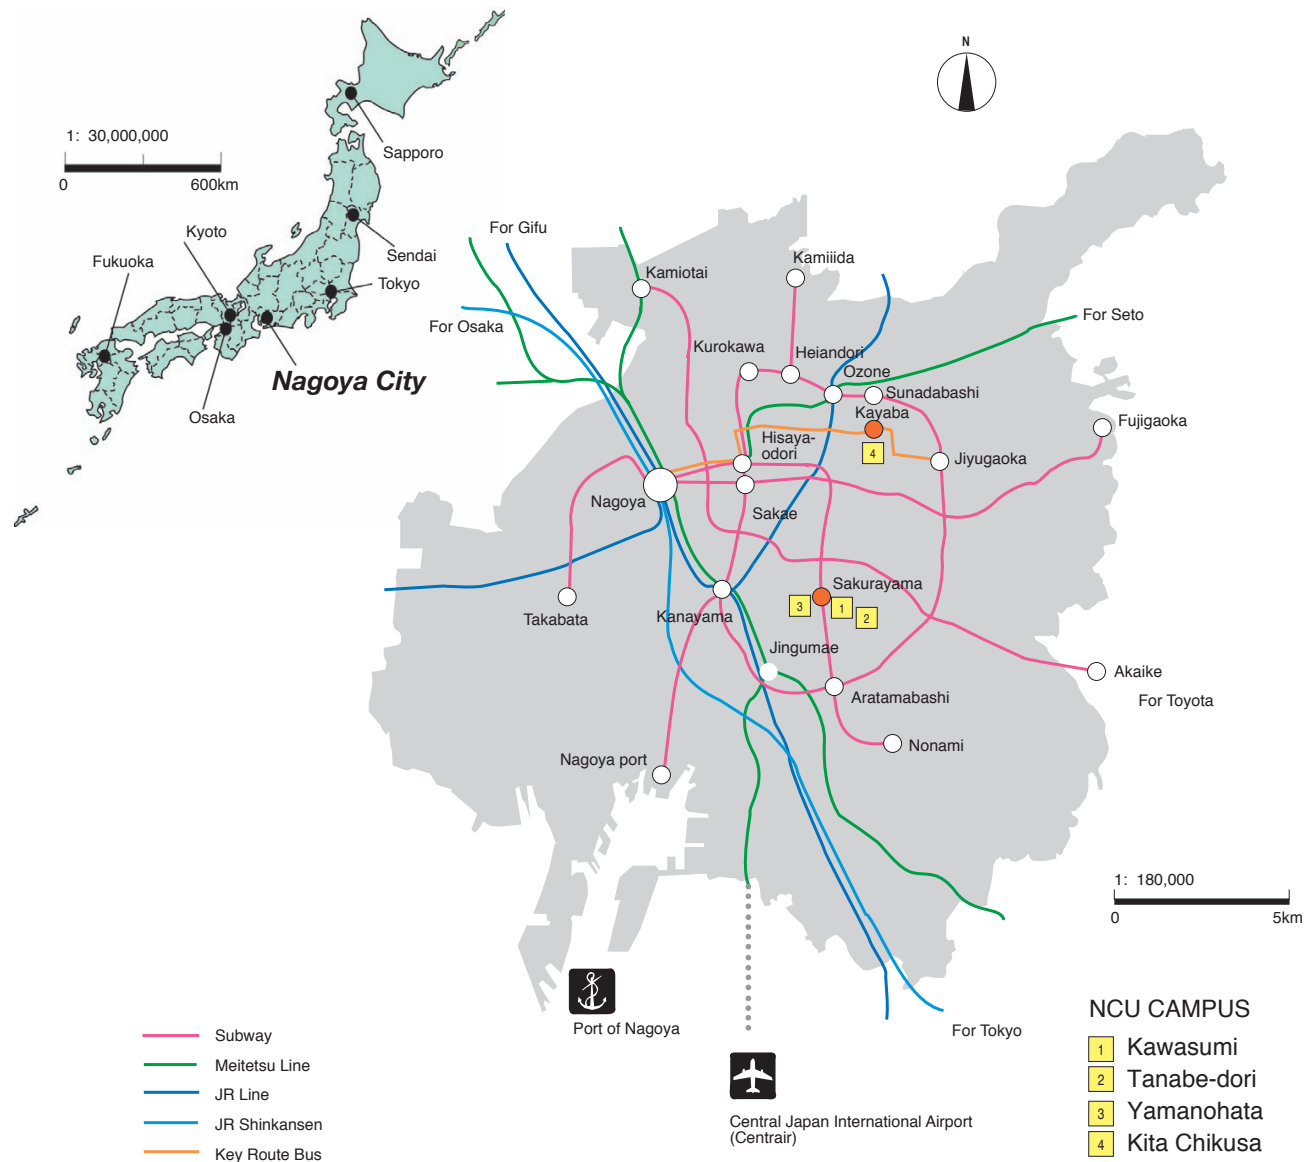 1: 30,000,000
0
600km
Sapporo
Sendai
Tokyo
Kyoto
Fukuoka
Nagoya City
Osaka
N
For Gifu
For Osaka
Kamiotai
Kamiiida
For Seto
Kurokawa
Heiandori
Ozone
Sunadabashi
Kayaba
4
Hisaya-
odori
Jiyugaoka
Fujigaoka
Nagoya
Sakae
Takabata
Kanayama
Sakurayama
3
1
2
Jingumae
Akaike
For Toyota
Aratamabashi
Nonami
Nagoya port
1: 180,000
0
5km
Port of Nagoya
For Tokyo
Central Japan International Airport
(Centrair)
Subway
Meitetsu Line
JR Line
JR Shinkansen
Key Route Bus
NCU CAMPUS
1 Kawasumi
2 Tanabe-dori
3 Yamanohata
4 Kita Chikusa